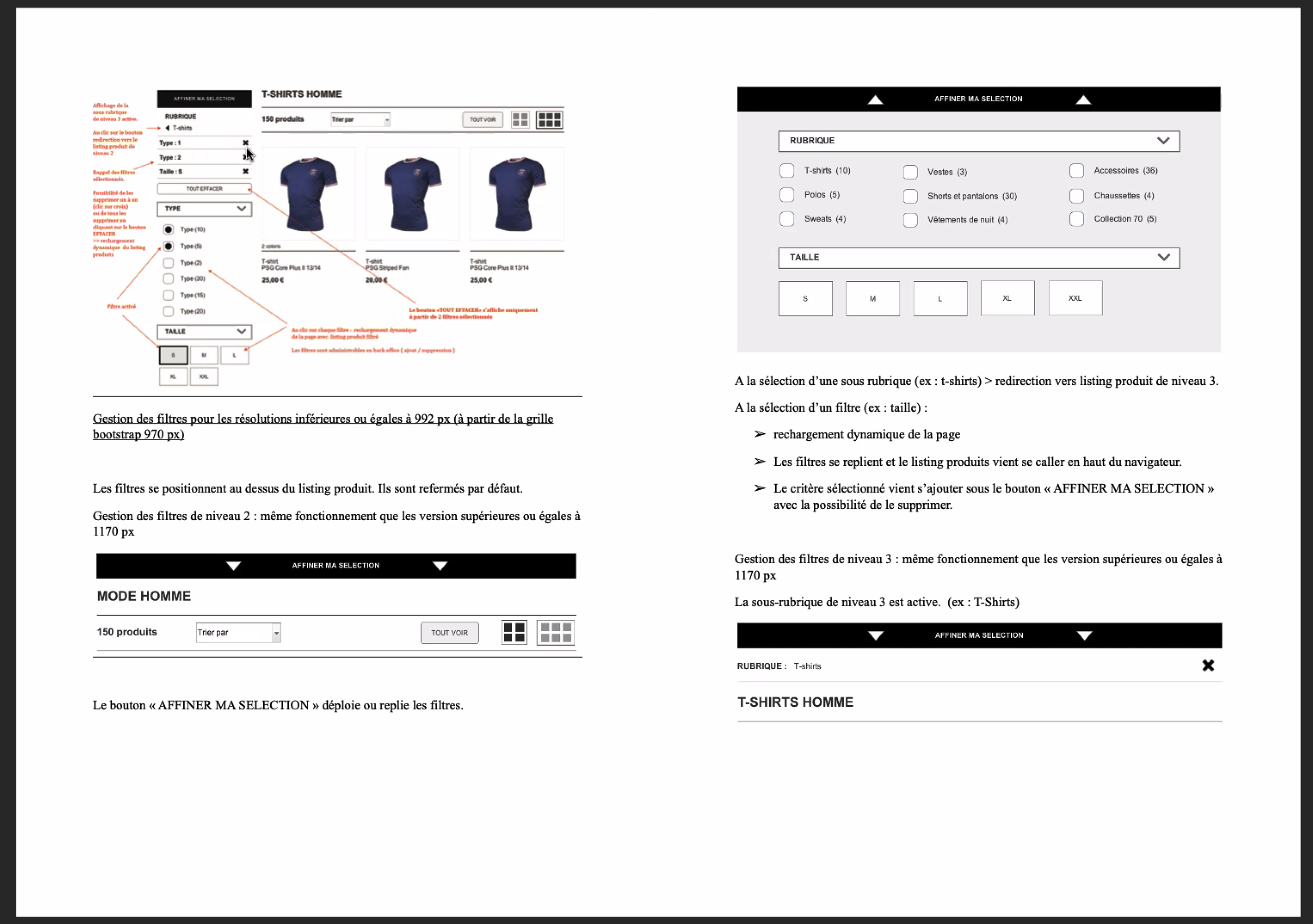 Affichage de la
sous rubrique
de niveau 3 active.
Au clic sur le bouton
redirection vers le
listing produit de
niveau 2
Rappel des filtres
sélectionnés.
Possibilité de les
supprimer un à un
(clic sur croix)
ou de tous les
supprimer en
cliquant sur le bouton
EFFACER
>> rechargement
dynamique du listing
produits
Filtre activé
AFFINER MA SELECTION
RUBRIQUE
T-shirts
Type : 1
Type : 2
Taille : S
TOUT EFFACER
TYPE
Type (10)
Type (5)
Type (2)
Type (20)
Type (15)
Type (20)
TAILLE
S
M
L
XL
XXL
T-SHIRTS HOMME
150 produits
Trier par
TOUT VOIR
2 coloris
T-shirt
PSG Core Plus II 13/14
25,00 €
T-shirt
PSG Striped Fan
20,00 €
T-shirt
PSG Core Plus II 13/14
25,00 €
Le bouton «TOUT EFFACER» s'affiche uniquement
à partir de 2 filtres sélectionnés
Au clic sur chaque filtre : rechargement dynamique
de la page avec listing produit filtré
Les filtres sont administrables en back office ( ajout / suppression )
Gestion des filtres pour les résolutions inférieures ou égales à 992 px (à partir de la grille
bootstrap 970 px)
Les filtres se positionnent au dessus du listing produit. Ils sont refermés par défaut.
Gestion des filtres de niveau 2 : même fonctionnement que les version supérieures ou égales à
1170 px
AFFINER MA SELECTION
MODE HOMME
150 produits
Trier par
TOUT VOIR
Le bouton « AFFINER MA SELECTION » déploie ou replie les filtres.
AFFINER MA SELECTION
RUBRIQUE
T-shirts (10)
Vestes (3)
Accessoires (36)
Polos (5)
Shorts et pantalons (30)
Chaussettes (4)
Sweats (4)
Vêtements de nuit (4)
Collection 70 (5)
TAILLE
S
M
L
XL
XXL
A la sélection d'une sous rubrique (ex : t-shirts) > redirection vers listing produit de niveau 3.
A la sélection d'un filtre (ex : taille) :
➢ rechargement dynamique de la page
➢ Les filtres se replient et le listing produits vient se caller en haut du navigateur.
➢ Le critère sélectionné vient s'ajouter sous le bouton « AFFINER MA SELECTION »
avec la possibilité de le supprimer.
Gestion des filtres de niveau 3 : même fonctionnement que les version supérieures ou égales à
1170 px
La sous-rubrique de niveau 3 est active. (ex : T-Shirts)
AFFINER MA SELECTION
RUBRIQUE : T-shirts
T-SHIRTS HOMME